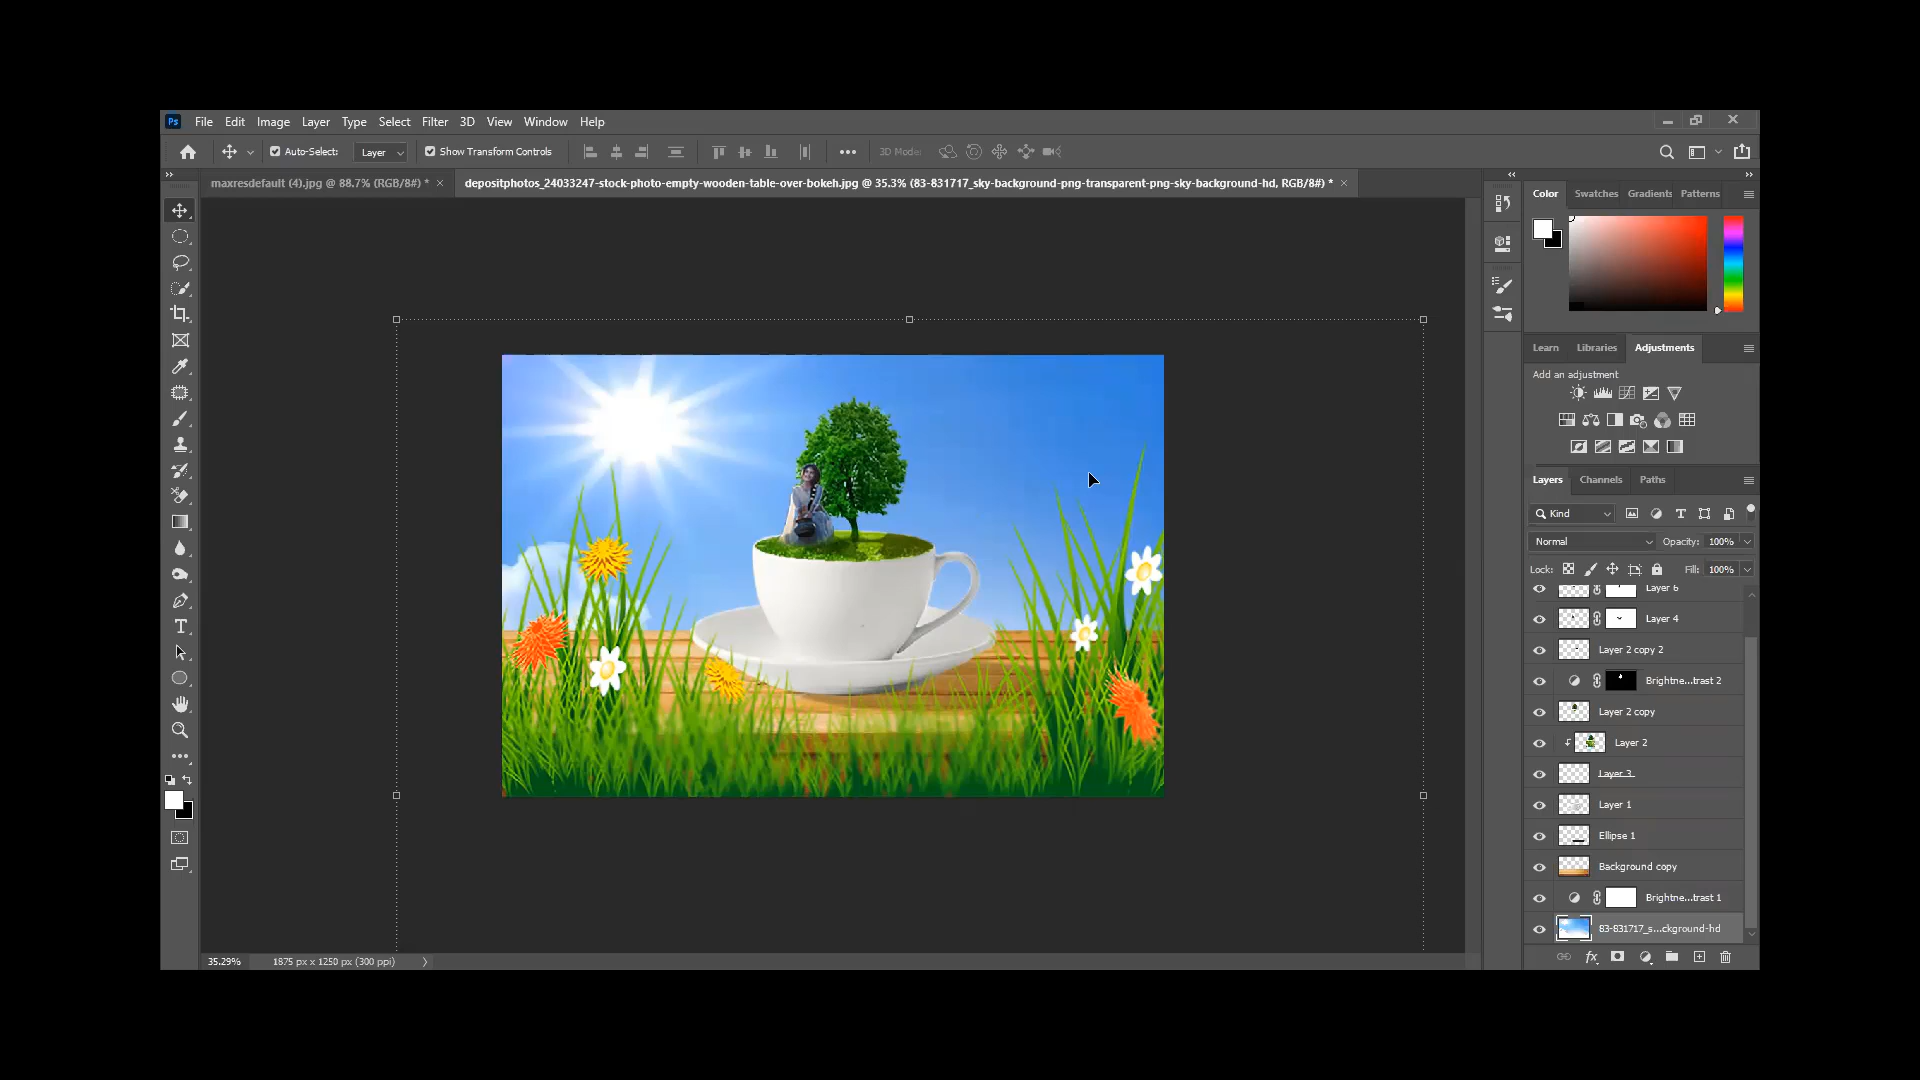 Ps File Edit Image Layer Type Select Filter 3D View Window Help
Auto-Select: Layer Show Transform Controls ••• 3D Mode:
maxresdefault (4).jpg @ 88.7% (RGB/8#) * × depositphotos_24033247-stock-photo-empty-wooden-table-over-bokeh.jpg @ 35.3% (83-831717_sky-background-png-transparent-png-sky-background-hd, RGB/8#) * ×
Color Swatches Gradients Patterns
Learn Libraries Adjustments
Add an adjustment
Layers Channels Paths
Kind
Normal Opacity: 100%
Lock: Fill: 100%
Layer 6
Layer 4
Layer 2 copy 2
Brightne...trast 2
Layer 2 copy
Layer 2
Layer 3
Layer 1
Ellipse 1
Background copy
Brightne...trast 1
83-831717_s...ckground-hd
fx
35.29% 1875 px x 1250 px (300 ppi)